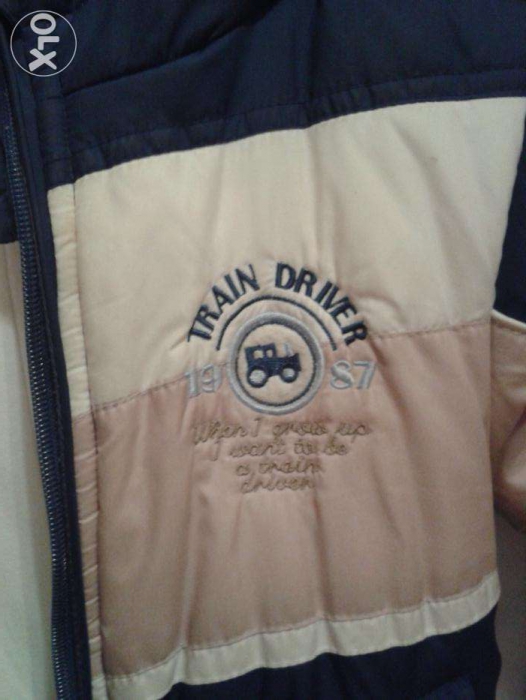 OLX
TRAIN DRIVER
19 87
When I grow up
I want to be
a train
driver